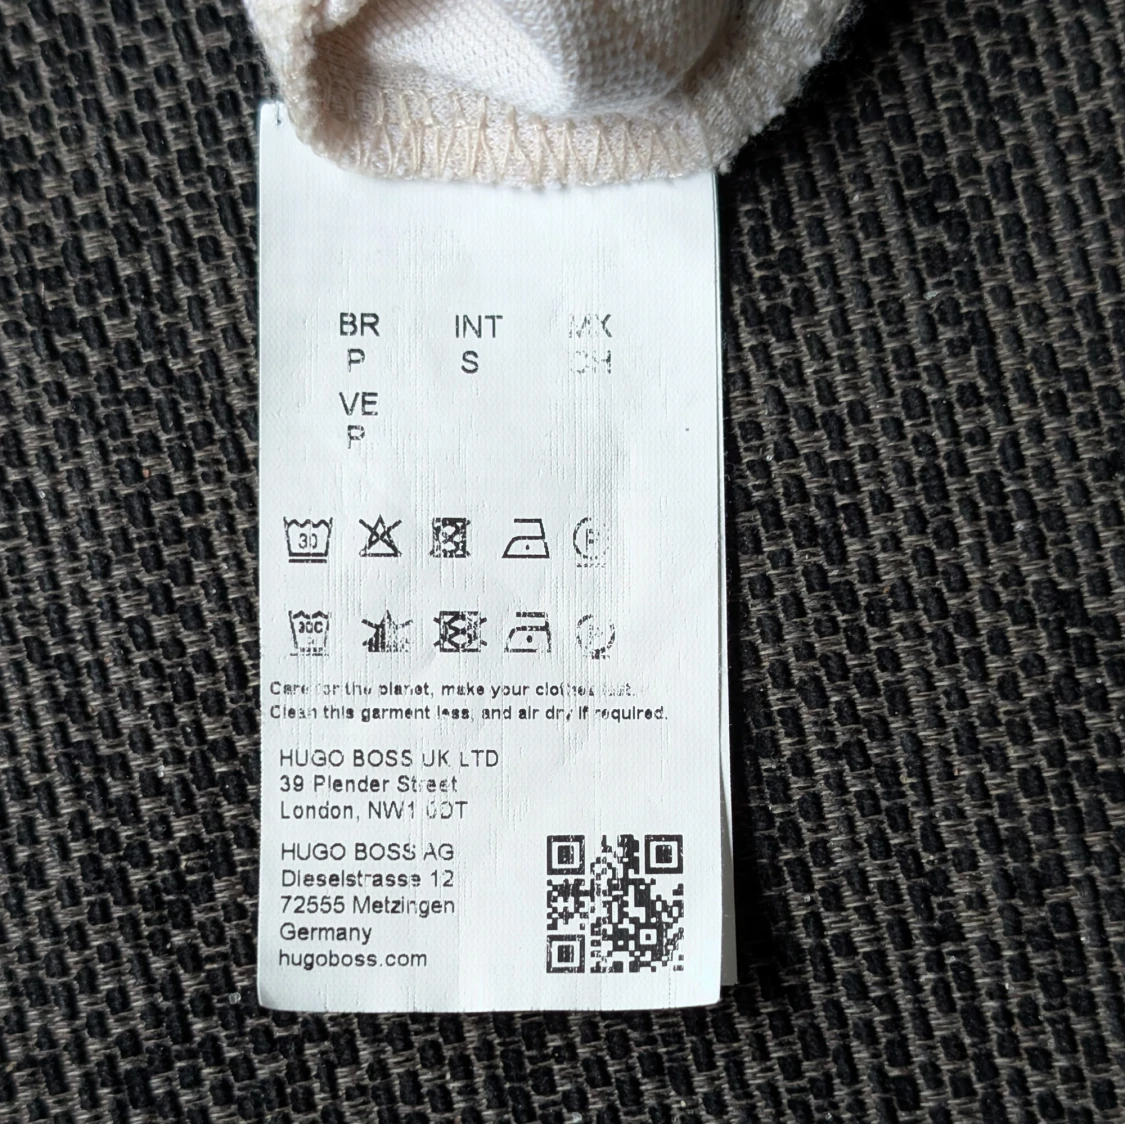 BR INT MX
P S CH
VE
P
30
30C
Care for the planet, make your clothes last.
Clean this garment less, and air dry if required.
HUGO BOSS UK LTD
39 Plender Street
London, NW1 0DT
HUGO BOSS AG
Dieselstrasse 12
72555 Metzingen
Germany
hugoboss.com